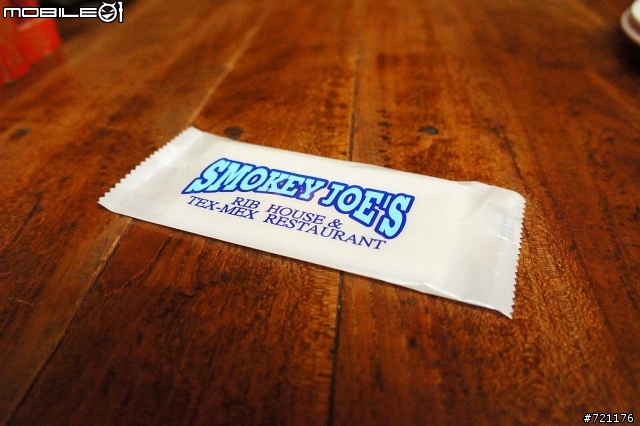 MOBILE01
SMOKEY JOE'S
RIB HOUSE &
TEX-MEX RESTAURANT
#721176